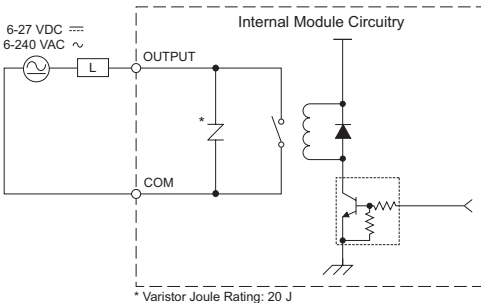 Internal Module Circuitry
6-27 VDC ⎓
6-240 VAC ∿
L
OUTPUT
*
COM
* Varistor Joule Rating: 20 J